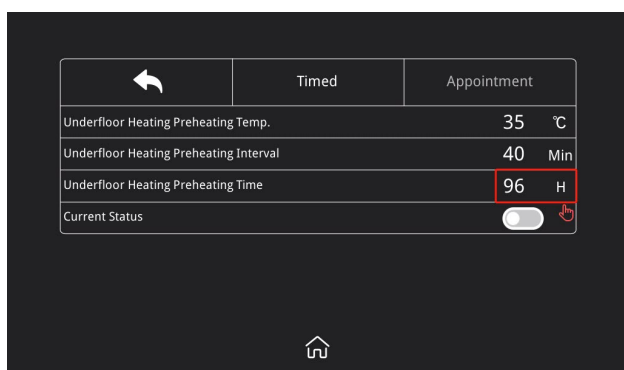 Timed Appointment
Underfloor Heating Preheating Temp. 35 ℃
Underfloor Heating Preheating Interval 40 Min
Underfloor Heating Preheating Time 96 H
Current Status